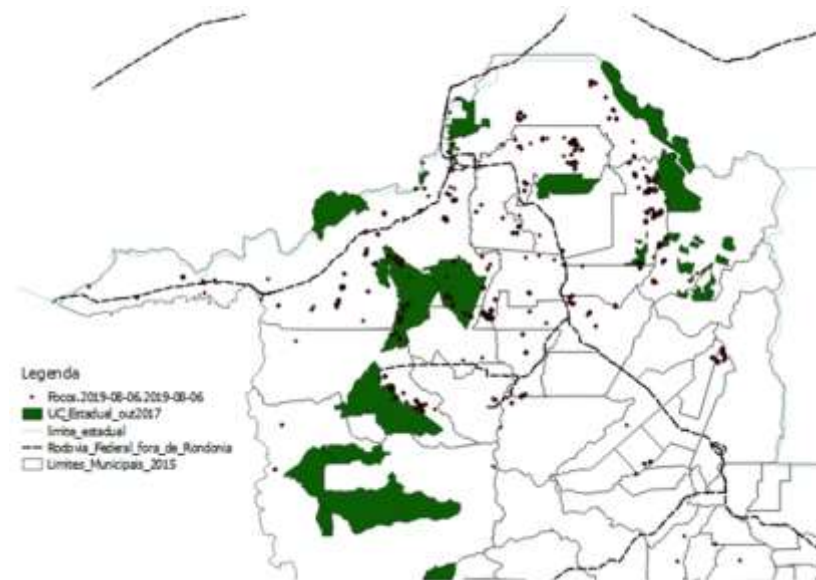 Legenda
Focos.2019-08-06.2019-08-06
UC_Estadual_out2017
limite_estadual
Rodovia_Federal_fora_de_Rondonia
Limites_Municipais_2015